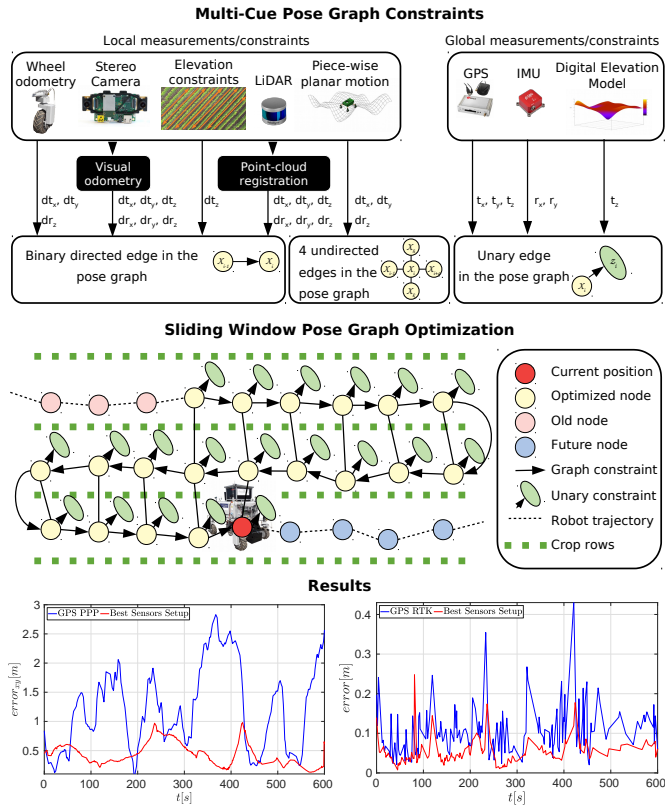 Multi-Cue Pose Graph Constraints
Local measurements/constraints
Global measurements/constraints
Wheel odometry
Stereo Camera
Elevation constraints
LiDAR
Piece-wise planar motion
GPS
IMU
Digital Elevation Model
Visual odometry
Point-cloud registration
dtx, dty
drz
dtx, dty, dtz
drx, dry, drz
dtz
dtx, dty, dtz
drx, dry, drz
dtx, dty
drz
tx, ty, tz
rx, ry
tz
Binary directed edge in the pose graph
4 undirected edges in the pose graph
Unary edge in the pose graph
Sliding Window Pose Graph Optimization
Current position
Optimized node
Old node
Future node
Graph constraint
Unary constraint
Robot trajectory
Crop rows
Results
GPS PPP Best Sensors Setup
error_xy[m]
3
2.5
2
1.5
1
0.5
0 100 200 300 400 500 600
t[s]
GPS RTK Best Sensors Setup
error[m]
0.4
0.3
0.2
0.1
0
0 100 200 300 400 500 600
t[s]